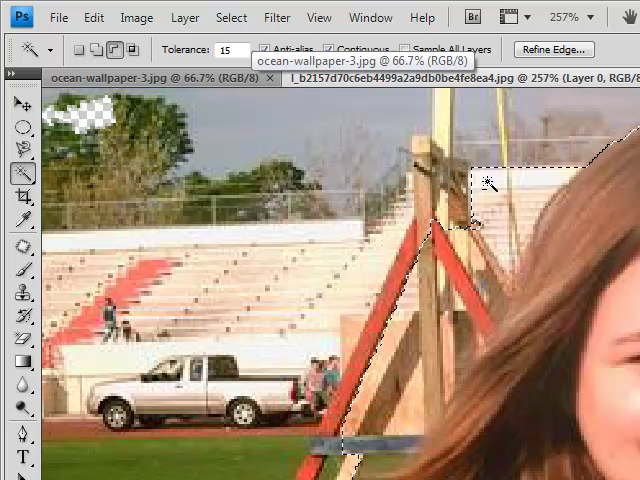 Ps File Edit Image Layer Select Filter View Window Help Br 257%
Tolerance: 15 Anti-alias Contiguous Sample All Layers Refine Edge...
ocean-wallpaper-3.jpg @ 66.7% (RGB/8)
ocean-wallpaper-3.jpg @ 66.7% (RGB/8) × l_b2157d70c6eb4499a2a9db0be4fe8ea4.jpg @ 257% (Layer 0, RGB/8
T